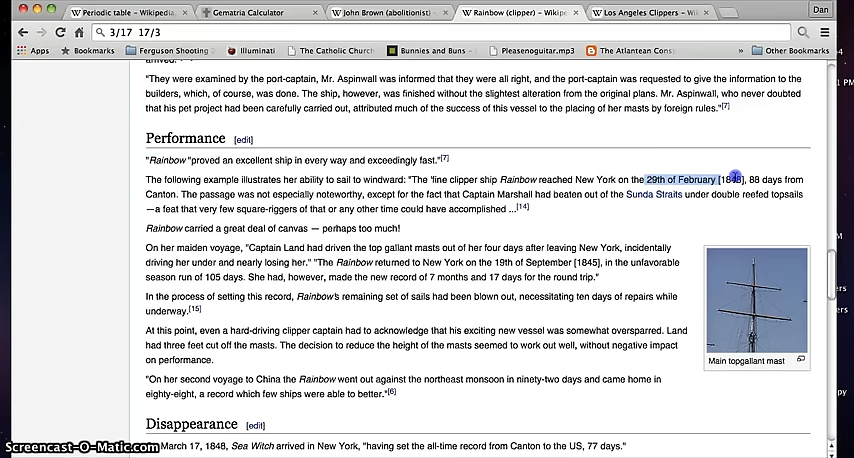 Periodic table - Wikipedia
Gematria Calculator
John Brown (abolitionist)
Rainbow (clipper) – Wikipe
Los Angeles Clippers – Wi
Dan
3/17 17/3
Apps
Bookmarks
Ferguson Shooting
Illuminati
The Catholic Church
Bunnies and Buns -
Pleasenoguitar.mp3
The Atlantean Cons
»
Other Bookmarks
"They were examined by the port-captain, Mr. Aspinwall was informed that they were all right, and the port-captain was requested to give the information to the
builders, which, of course, was done. The ship, however, was finished without the slightest alteration from the original plans. Mr. Aspinwall, who never doubted
that his pet project had been carefully carried out, attributed much of the success of this vessel to the placing of her masts by foreign rules."[7]
Performance [edit]
"Rainbow "proved an excellent ship in every way and exceedingly fast."[7]
The following example illustrates her ability to sail to windward: "The 'line clipper ship Rainbow reached New York on the 29th of February [1848], 88 days from
Canton. The passage was not especially noteworthy, except for the fact that Captain Marshall had beaten out of the Sunda Straits under double reefed topsails
—a feat that very few square-riggers of that or any other time could have accomplished ...[14]
Rainbow carried a great deal of canvas — perhaps too much!
On her maiden voyage, "Captain Land had driven the top gallant masts out of her four days after leaving New York, incidentally
driving her under and nearly losing her." "The Rainbow returned to New York on the 19th of September [1845], in the unfavorable
season run of 105 days. She had, however, made the new record of 7 months and 17 days for the round trip."
In the process of setting this record, Rainbow's remaining set of sails had been blown out, necessitating ten days of repairs while
underway.[15]
At this point, even a hard-driving clipper captain had to acknowledge that his exciting new vessel was somewhat oversparred. Land
had three feet cut off the masts. The decision to reduce the height of the masts seemed to work out well, without negative impact
on performance.
Main topgallant mast
"On her second voyage to China the Rainbow went out against the northeast monsoon in ninety-two days and came home in
eighty-eight, a record which few ships were able to better."[6]
Disappearance [edit]
March 17, 1848, Sea Witch arrived in New York, "having set the all-time record from Canton to the US, 77 days."
Screencast-O-Matic.com